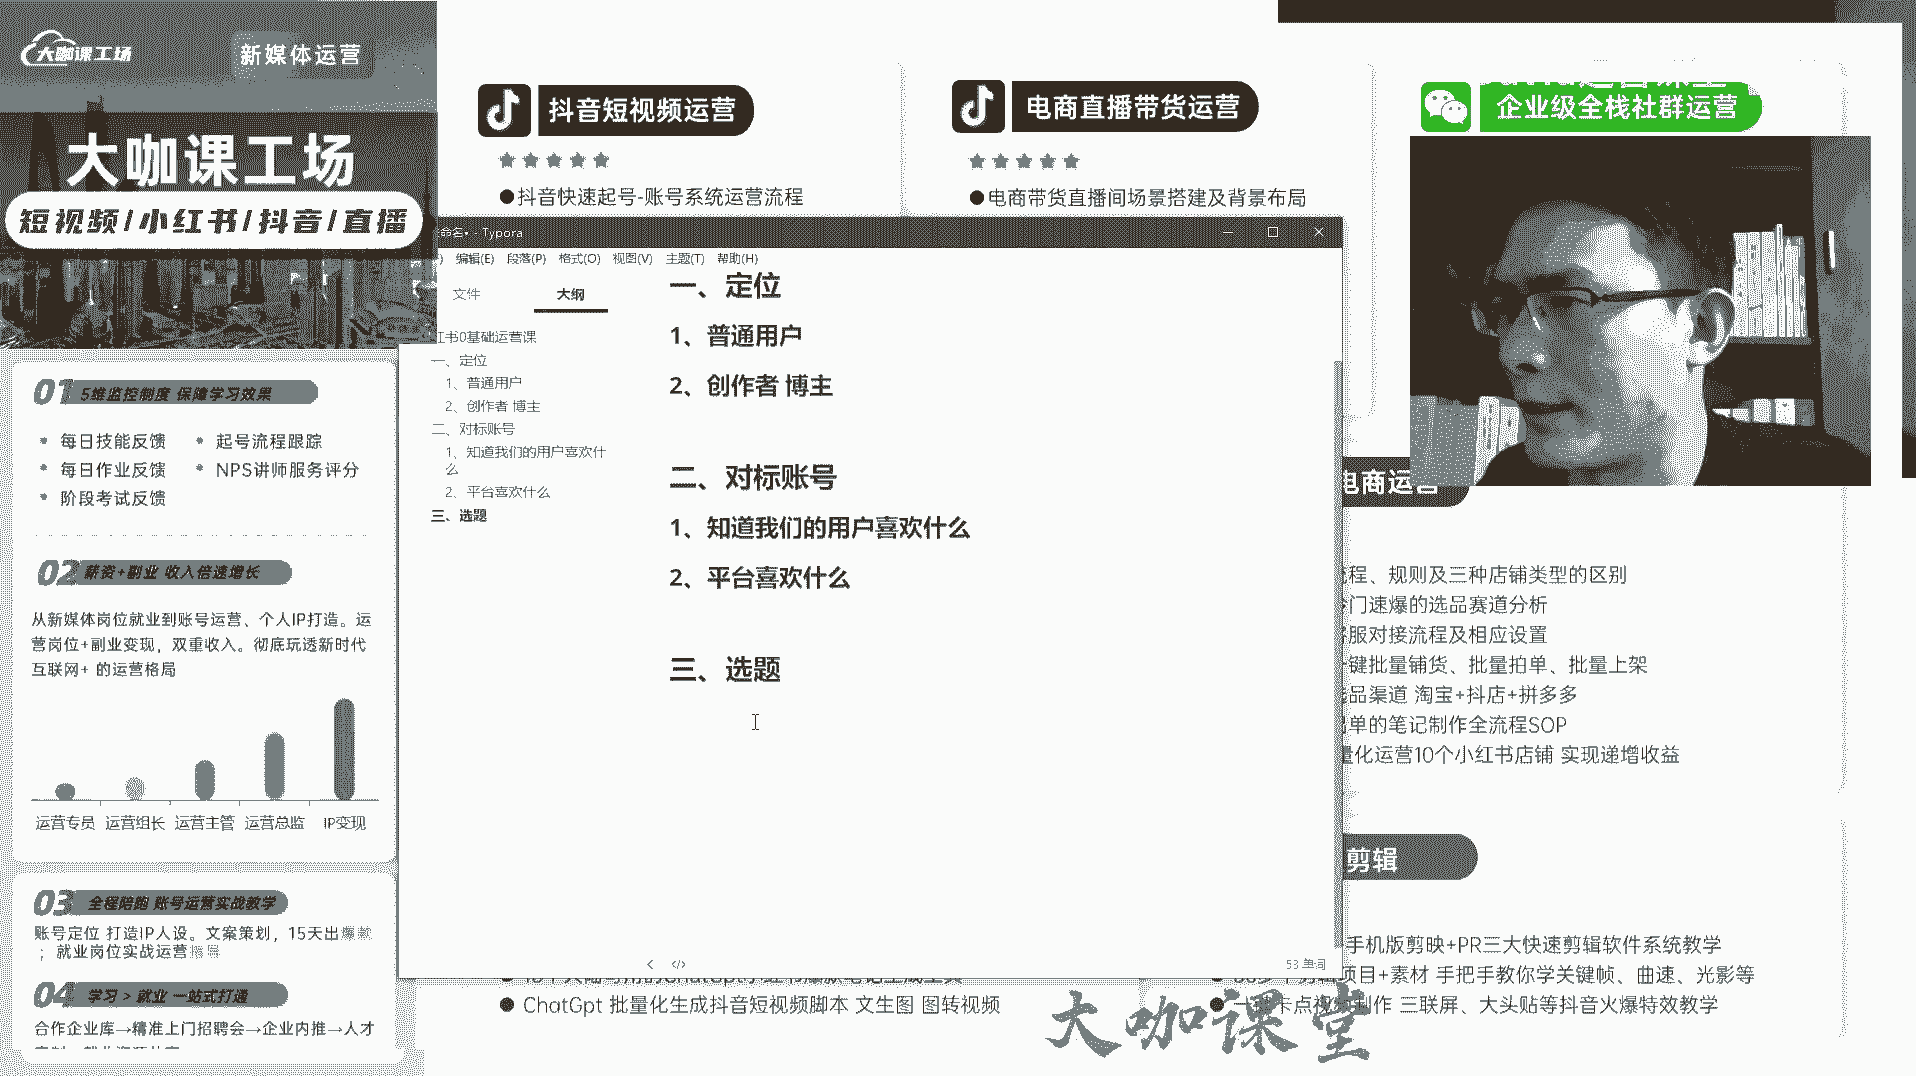 大咖课工场
新媒体运营
大咖课工场
短视频/小红书/抖音/直播
01 5维监控制度 保障学习效果
每日技能反馈
起号流程跟踪
每日作业反馈
NPS讲师服务评分
阶段考试反馈
02 薪资+副业 收入倍速增长
从新媒体岗位就业到账号运营、个人IP打造。运
营岗位+副业变现，双重收入。彻底玩透新时代
互联网+ 的运营格局
运营专员 运营组长 运营主管 运营总监 IP变现
03 全程陪跑 账号运营实战教学
账号定位 打造IP人设。文案策划，15天出爆款
；就业岗位实战运营指导
04 学习 > 就业 一站式打通
合作企业库→精准上门招聘会→企业内推→人才
抖音短视频运营
●抖音快速起号-账号系统运营流程
电商直播带货运营
●电商带货直播间场景搭建及背景布局
企业级全栈社群运营
命名• - Typora
编辑(E) 段落(P) 格式(O) 视图(V) 主题(T) 帮助(H)
文件
大纲
书0基础运营课
一、定位
1、普通用户
2、创作者 博主
二、对标账号
1、知道我们的用户喜欢什
么
2、平台喜欢什么
三、选题
一、定位
1、普通用户
2、创作者 博主
二、对标账号
1、知道我们的用户喜欢什么
2、平台喜欢什么
三、选题
53 单词
电商运营
流程、规则及三种店铺类型的区别
冷门速爆的选品赛道分析
客服对接流程及相应设置
一键批量铺货、批量拍单、批量上架
选品渠道 淘宝+抖店+拼多多
出单的笔记制作全流程SOP
量化运营10个小红书店铺 实现递增收益
剪辑
手机版剪映+PR三大快速剪辑软件系统教学
项目+素材 手把手教你学关键帧、曲速、光影等
卡点视频制作 三联屏、大头贴等抖音火爆特效教学
● ChatGpt 批量化生成抖音短视频脚本 文生图 图转视频
大咖课堂